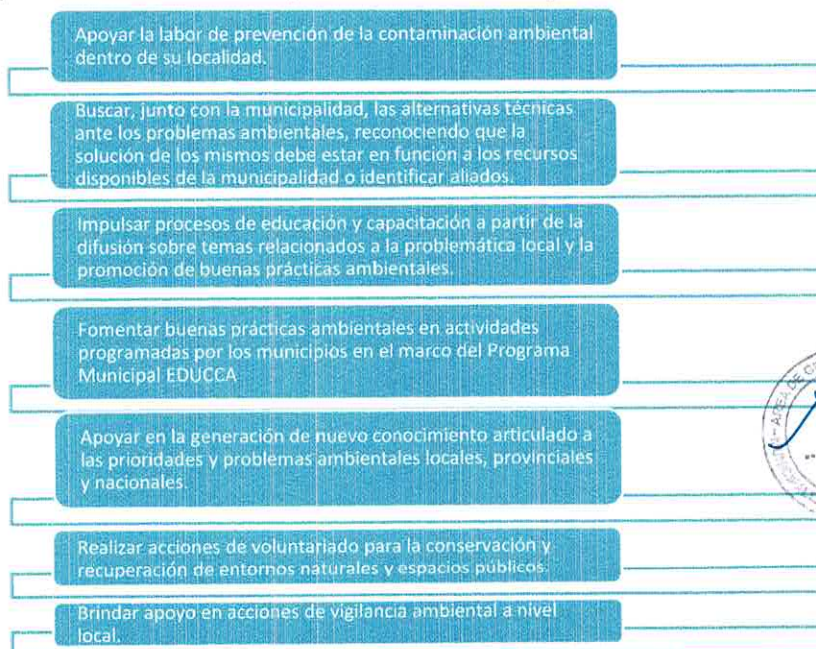 Apoyar la labor de prevención de la contaminación ambiental
dentro de su localidad.
Buscar, junto con la municipalidad, las alternativas técnicas
ante los problemas ambientales, reconociendo que la
solución de los mismos debe estar en función a los recursos
disponibles de la municipalidad o identificar aliados.
Impulsar procesos de educación y capacitación a partir de la
difusión sobre temas relacionados a la problemática local y la
promoción de buenas prácticas ambientales.
Fomentar buenas prácticas ambientales en actividades
programadas por los municipios en el marco del Programa
Municipal EDUCCA
Apoyar en la generación de nuevo conocimiento articulado a
las prioridades y problemas ambientales locales, provinciales
y nacionales.
Realizar acciones de voluntariado para la conservación y
recuperación de entornos naturales y espacios públicos.
Brindar apoyo en acciones de vigilancia ambiental a nivel
local.
AREA DE